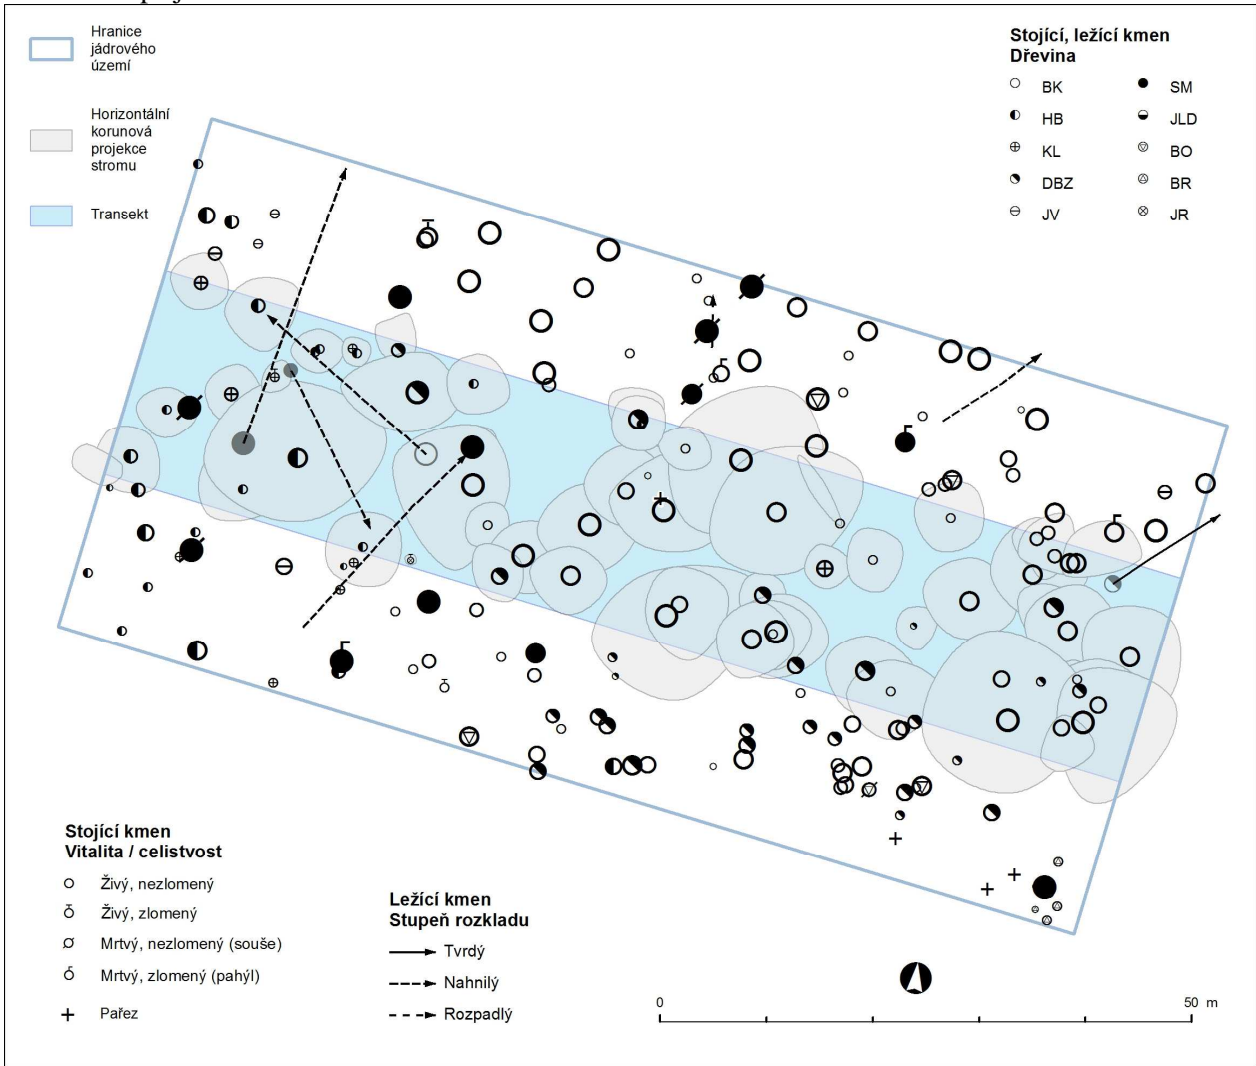 Hranice
jádrového
území
Horizontální
korunová
projekce
stromu
Transekt
Stojící, ležící kmen
Dřevina
BK
SM
HB
JLD
KL
BO
DBZ
BR
JV
JR
Stojící kmen
Vitalita / celistvost
Živý, nezlomený
Živý, zlomený
Mrtvý, nezlomený (souše)
Mrtvý, zlomený (pahýl)
Pařez
Ležící kmen
Stupeň rozkladu
Tvrdý
Nahnilý
Rozpadlý
0 50 m